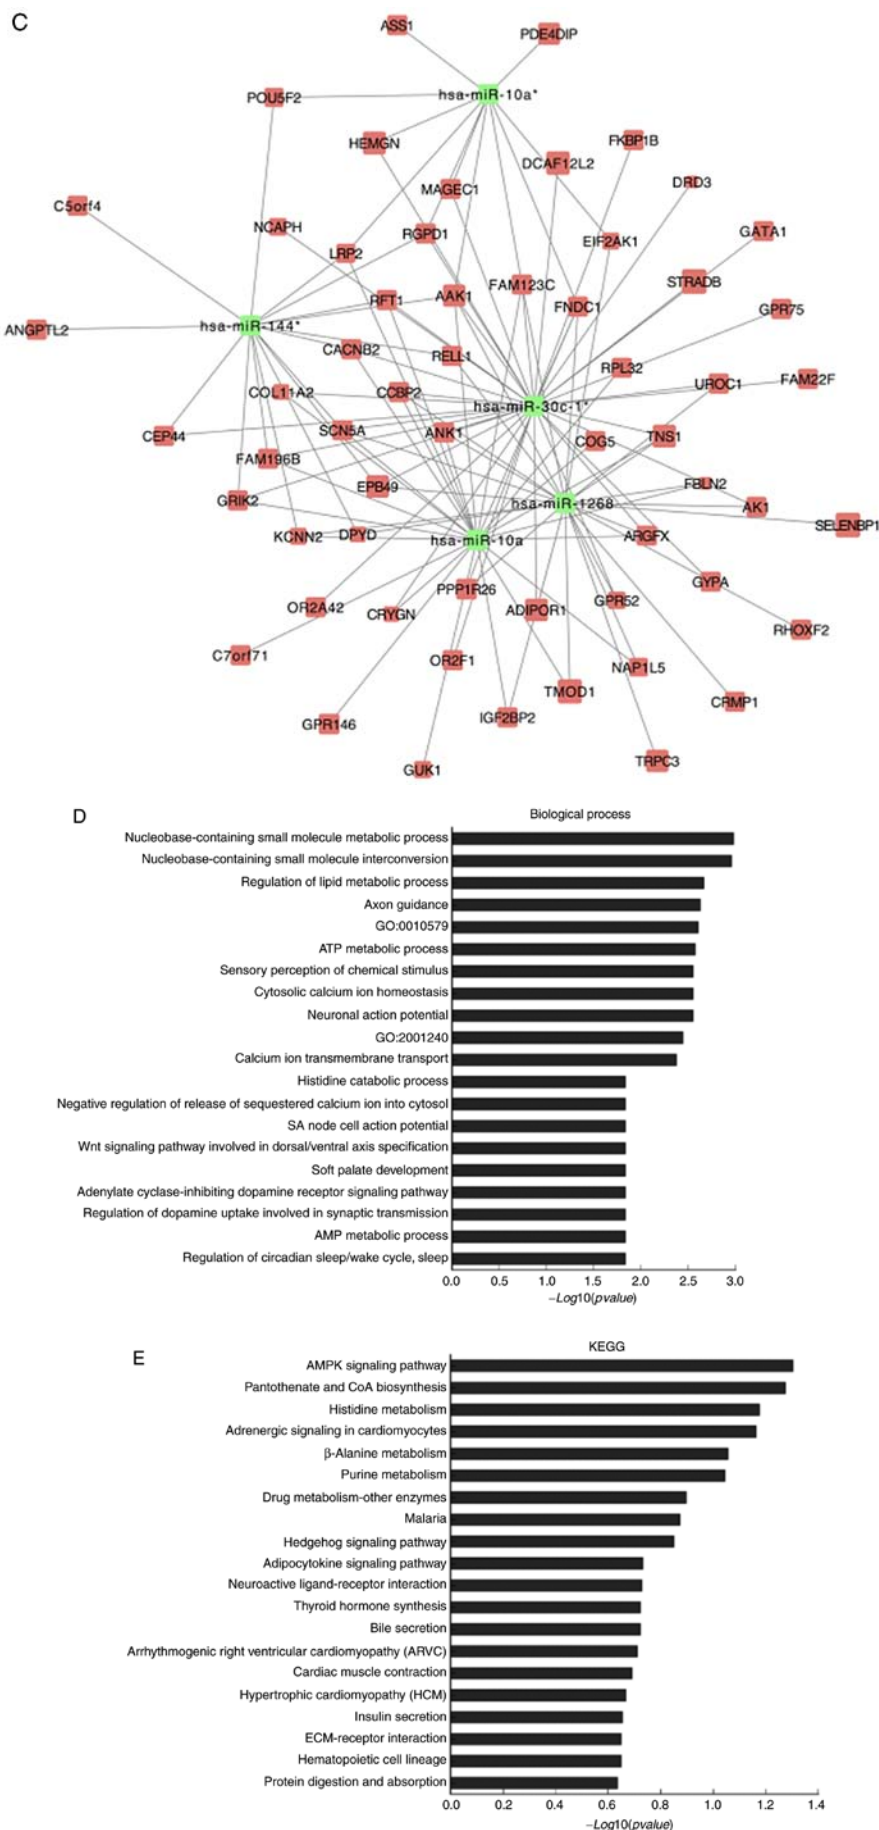 C
ASS1
PDE4DIP
hsa-miR-10a*
POU5F2
HEMGN
FKBP1B
DCAF12L2
DRD3
MAGEC1
C5orf4
NCAPH
RGPD1
EIF2AK1
GATA1
LRP2
STRADB
FAM123C
RFT1
AAK1
FNDC1
GPR75
ANGPTL2
hsa-miR-144*
CACNB2
RELL1
RPL32
UROC1
FAM22F
COL11A2
CCBP2
hsa-miR-30c-1*
CEP44
SCN5A
ANK1
COG5
TNS1
FAM196B
EPB49
FBLN2
GRIK2
hsa-miR-1268
AK1
SELENBP1
KCNN2
DPYD
hsa-miR-10a
ARGFX
GYPA
PPP1R26
OR2A42
CRYGN
ADIPOR1
GPR52
RHOXF2
C7orf71
OR2F1
NAP1L5
TMOD1
CRMP1
GPR146
IGF2BP2
GUK1
TRPC3
D
Biological process
Nucleobase-containing small molecule metabolic process
Nucleobase-containing small molecule interconversion
Regulation of lipid metabolic process
Axon guidance
GO:0010579
ATP metabolic process
Sensory perception of chemical stimulus
Cytosolic calcium ion homeostasis
Neuronal action potential
GO:2001240
Calcium ion transmembrane transport
Histidine catabolic process
Negative regulation of release of sequestered calcium ion into cytosol
SA node cell action potential
Wnt signaling pathway involved in dorsal/ventral axis specification
Soft palate development
Adenylate cyclase-inhibiting dopamine receptor signaling pathway
Regulation of dopamine uptake involved in synaptic transmission
AMP metabolic process
Regulation of circadian sleep/wake cycle, sleep
0.0 0.5 1.0 1.5 2.0 2.5 3.0
–Log10(pvalue)
E
KEGG
AMPK signaling pathway
Pantothenate and CoA biosynthesis
Histidine metabolism
Adrenergic signaling in cardiomyocytes
β-Alanine metabolism
Purine metabolism
Drug metabolism-other enzymes
Malaria
Hedgehog signaling pathway
Adipocytokine signaling pathway
Neuroactive ligand-receptor interaction
Thyroid hormone synthesis
Bile secretion
Arrhythmogenic right ventricular cardiomyopathy (ARVC)
Cardiac muscle contraction
Hypertrophic cardiomyopathy (HCM)
Insulin secretion
ECM-receptor interaction
Hematopoietic cell lineage
Protein digestion and absorption
0.0 0.2 0.4 0.6 0.8 1.0 1.2 1.4
–Log10(pvalue)